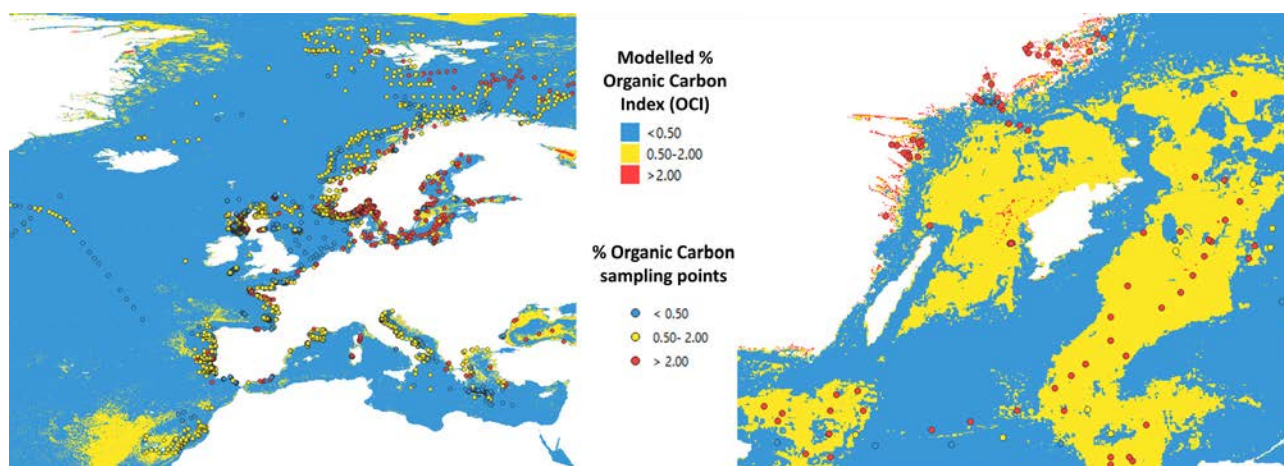 Modelled %
Organic Carbon
Index (OCI)
<0.50
0.50-2.00
>2.00
% Organic Carbon
sampling points
< 0.50
0.50- 2.00
> 2.00